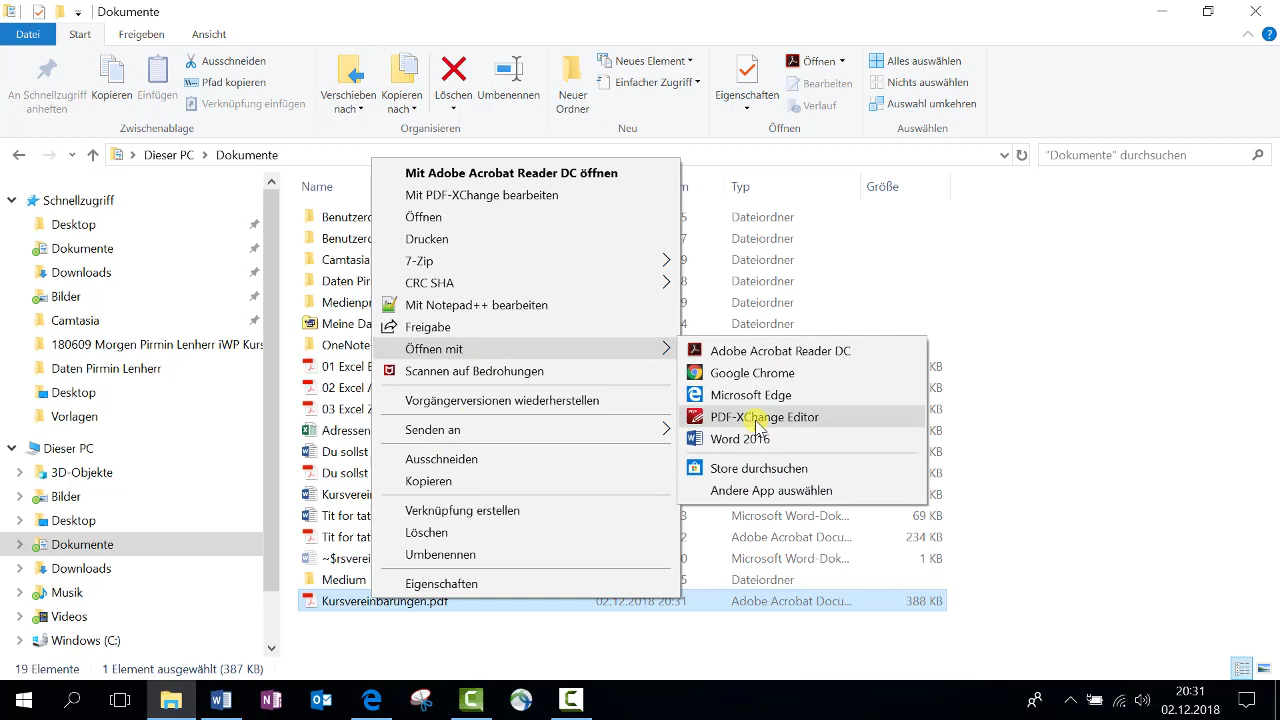 Dokumente
Datei Start Freigeben Ansicht
An Schnellzugriff anheften
Kopieren
Einfügen
Ausschneiden
Pfad kopieren
Verknüpfung einfügen
Zwischenablage
Verschieben nach
Kopieren nach
Löschen
Umbenennen
Organisieren
Neuer Ordner
Neues Element
Einfacher Zugriff
Neu
Eigenschaften
Öffnen
Bearbeiten
Verlauf
Öffnen
Alles auswählen
Nichts auswählen
Auswahl umkehren
Auswählen
Dieser PC > Dokumente
"Dokumente" durchsuchen
Schnellzugriff
Desktop
Dokumente
Downloads
Bilder
Camtasia
180609 Morgen Pirmin Lenherr iWP Kurs
Daten Pirmin Lenherr
Desktop
Vorlagen
Dieser PC
3D-Objekte
Bilder
Desktop
Dokumente
Downloads
Musik
Videos
Windows (C:)
Name Typ Größe
Dateiordner
Dateiordner
Camtasia Dateiordner
Daten Pir Dateiordner
Medienpr Dateiordner
Meine Da Dateiordner
OneNote
01 Excel KB
02 Excel KB
03 Excel KB
Adressen
Du sollst
Du sollst
Kursverei
Tit for tat Microsoft Word-Dok... 69 KB
Tit for tat Adobe Acrobat Docu... 234 KB
~$rsverei Microsoft Word-Dok... 1 KB
Medium Dateiordner
Kursvereinbarungen.pdf 02.12.2018 20:31 Adobe Acrobat Docu... 388 KB
Mit Adobe Acrobat Reader DC öffnen
Mit PDF-XChange bearbeiten
Öffnen
Drucken
7-Zip
CRC SHA
Mit Notepad++ bearbeiten
Freigabe
Öffnen mit
Scannen auf Bedrohungen
Vorgängerversionen wiederherstellen
Senden an
Ausschneiden
Kopieren
Verknüpfung erstellen
Löschen
Umbenennen
Eigenschaften
Adobe Acrobat Reader DC
Google Chrome
Microsoft Edge
PDF-XChange Editor
Word 2016
Store durchsuchen
Andere App auswählen
19 Elemente 1 Element ausgewählt (387 KB)
20:31
02.12.2018